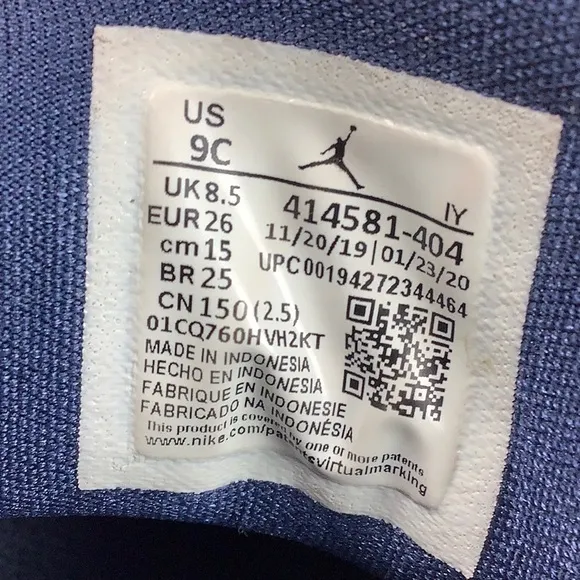 US
9C
UK 8.5
EUR 26
cm 15
BR 25
CN 150 (2.5)
IY
414581-404
11/20/19|01/23/20
UPC00194272344464
01CQ760HVH2KT
MADE IN INDONESIA
HECHO EN INDONESIA
FABRIQUE EN INDONESIE
FABRICADO NA INDONÉSIA
This product is covered by one or more patents
www.nike.com/patentsvirtualmarking